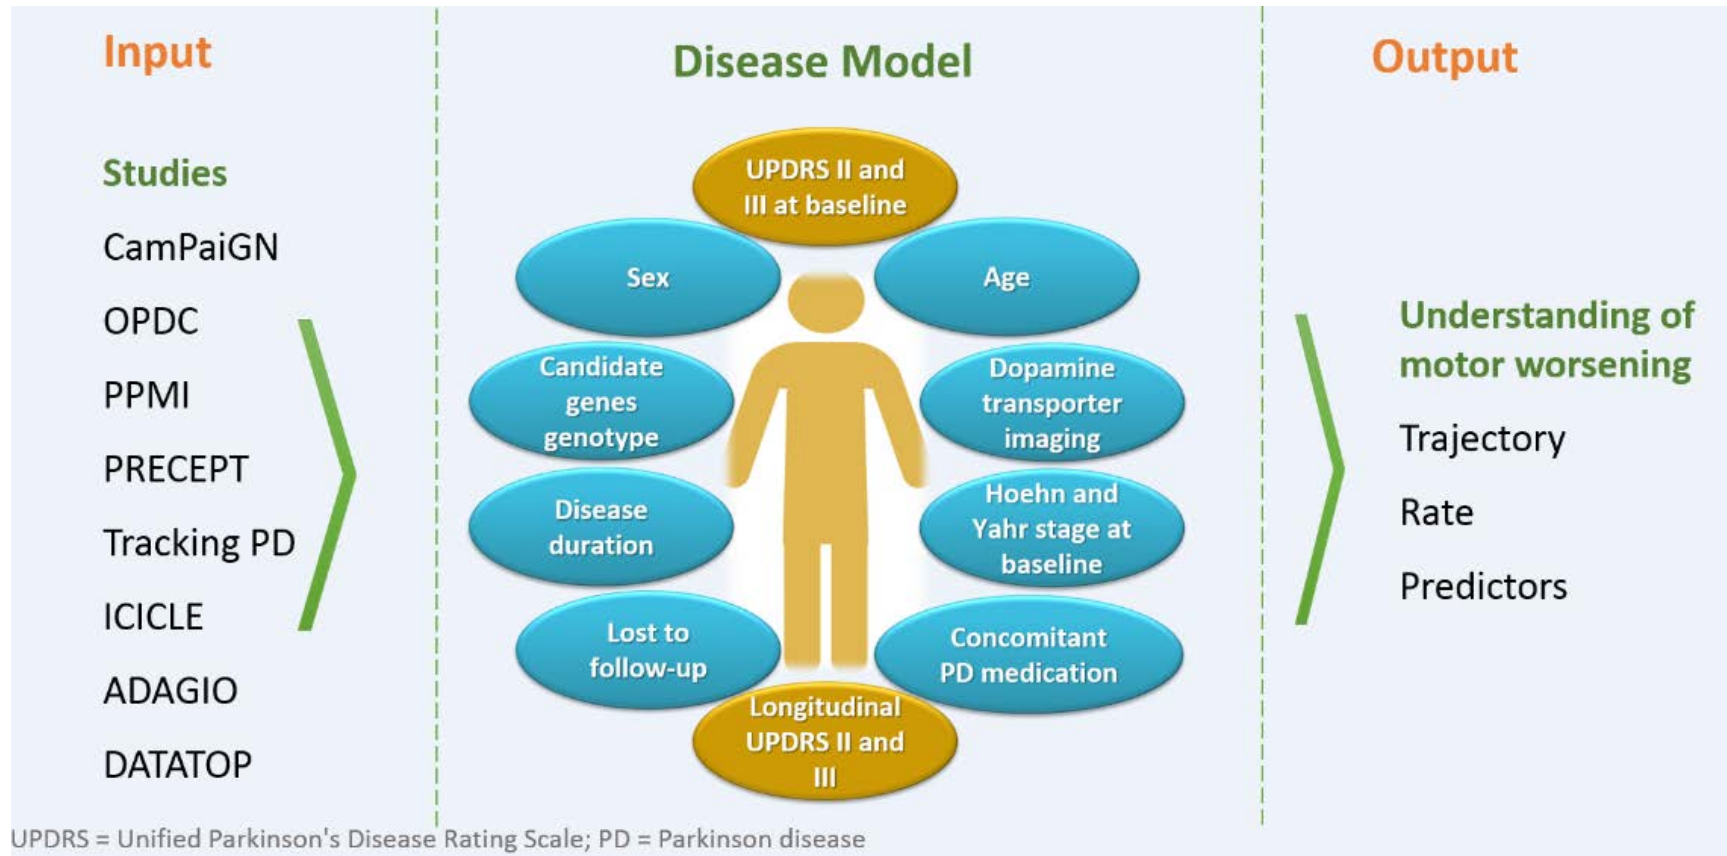 Input
Studies
CamPaiGN
OPDC
PPMI
PRECEPT
Tracking PD
ICICLE
ADAGIO
DATATOP
Disease Model
UPDRS II and
III at baseline
Sex
Age
Candidate
genes
genotype
Dopamine
transporter
imaging
Disease
duration
Hoehn and
Yahr stage at
baseline
Lost to
follow-up
Concomitant
PD medication
Longitudinal
UPDRS II and
III
Output
Understanding of
motor worsening
Trajectory
Rate
Predictors
UPDRS = Unified Parkinson's Disease Rating Scale; PD = Parkinson disease